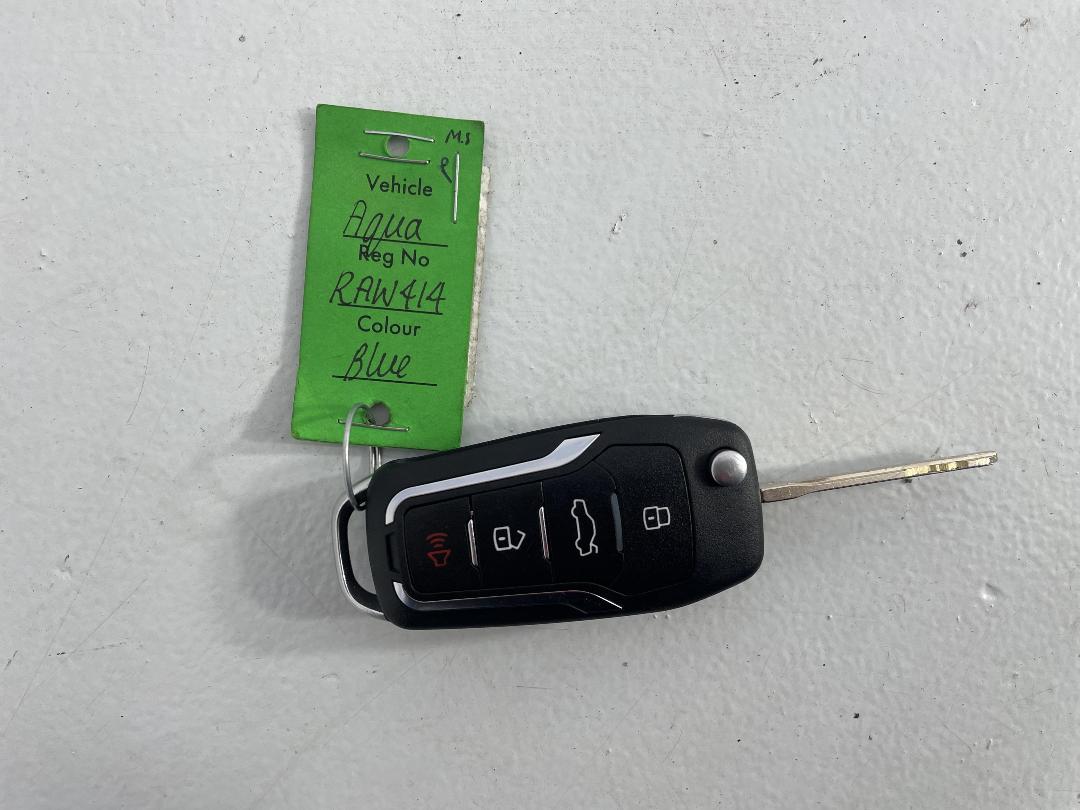 M.S
Vehicle
Aqua
Reg No
RAW414
Colour
Blue